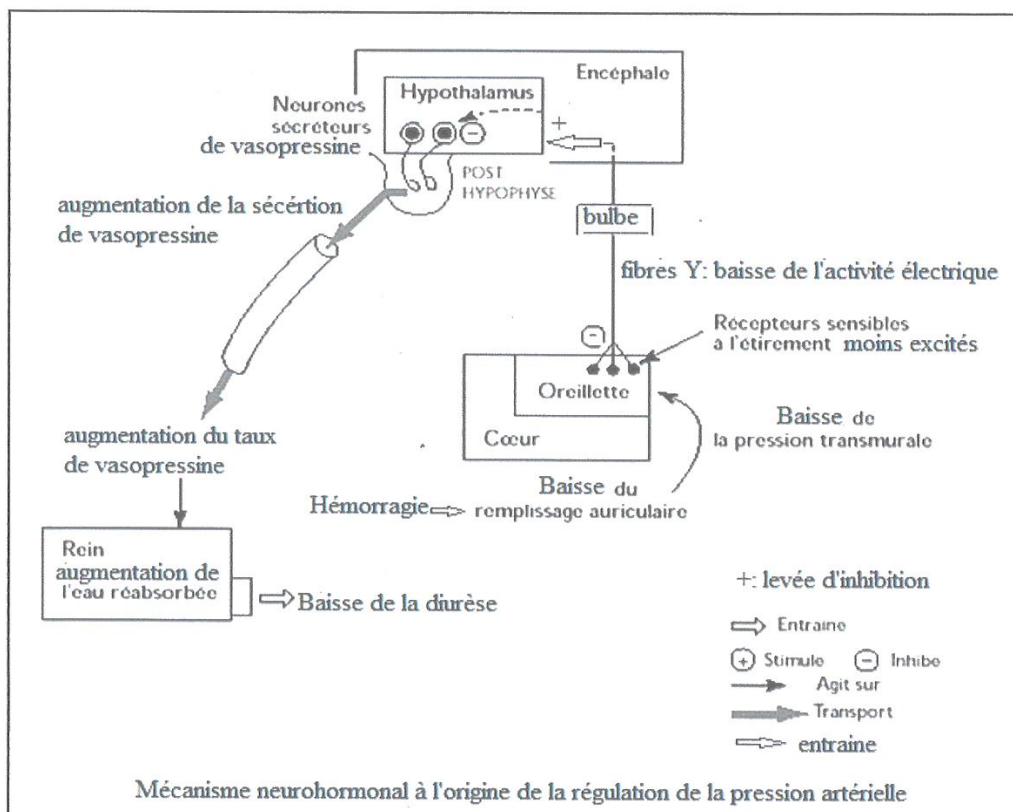 Encéphale
Hypothalamus
Neurones
sécréteurs
de vasopressine
+
−
POST
HYPOPHYSE
augmentation de la sécértion
de vasopressine
bulbe
fibres Y: baisse de l'activité électrique
−
Récepteurs sensibles
a l'étirement moins excités
Oreillette
Cœur
Baisse de
la pression transmurale
Baisse du
Hémorragie remplissage auriculaire
augmentation du taux
de vasopressine
Rein
augmentation de
l'eau réabsorbée
Baisse de la diurèse
+: levée d'inhibition
Entraine
+ Stimule − Inhibe
Agit sur
Transport
entraine
Mécanisme neurohormonal à l'origine de la régulation de la pression artérielle